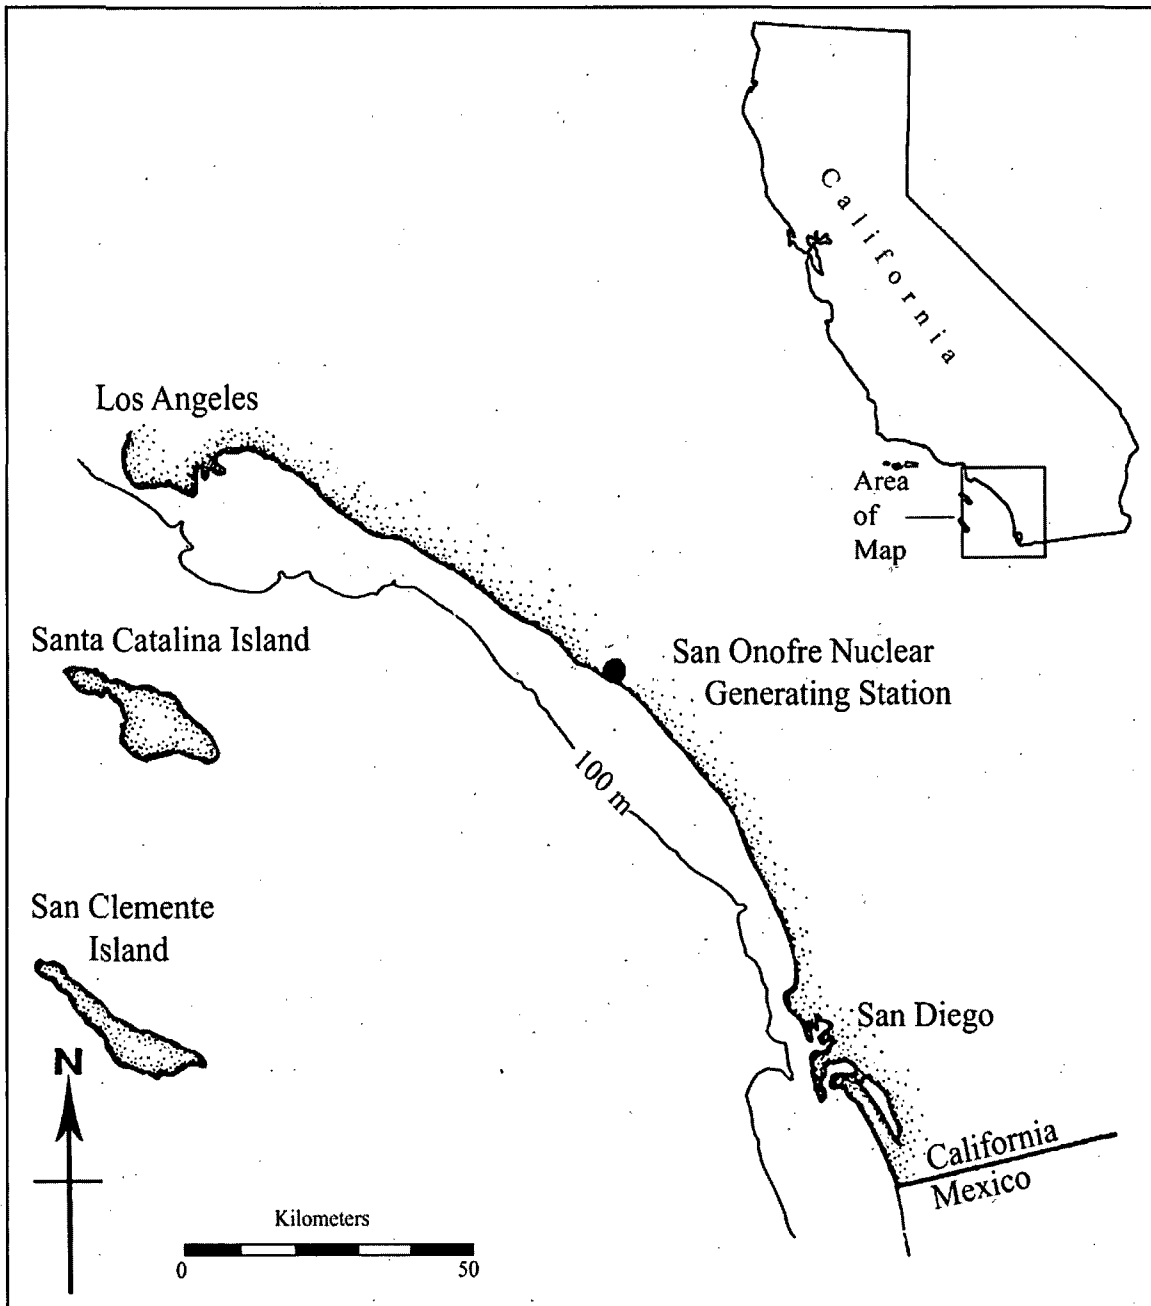 California
Area
of
Map
Los Angeles
Santa Catalina Island
San Onofre Nuclear
Generating Station
100 m
San Clemente
Island
San Diego
N
California
Mexico
Kilometers
0 50